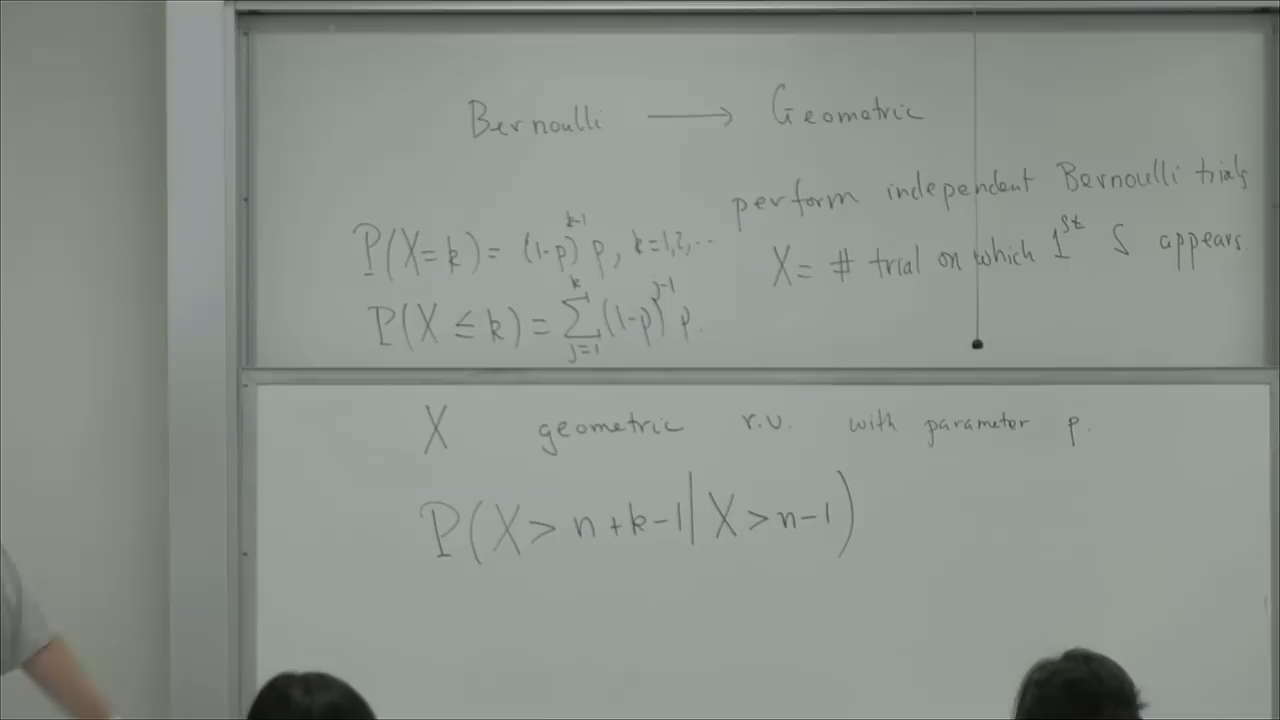 Bernoulli ⟶ Geometric
perform independent Bernoulli trials
X = # trial on which 1st S appears.
P(X=k) = (1-p)^{k-1} p, k=1,2,...
P(X ≤ k) = \sum_{j=1}^{k} (1-p)^{j-1} p.
X geometric r.v. with parameter p.
P(X > n+k-1 | X > n-1)